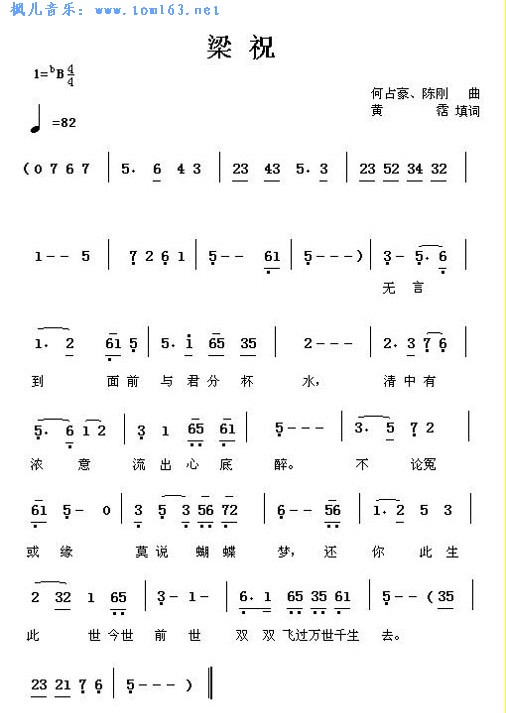 枫儿音乐：www.tom163.net
梁 祝
1=ᵇB 4/4
何占豪、陈刚 曲
黄 霑 填词
♩=82
(0 7 6 7 | 5. 6 4 3 | 23 43 5. 3 | 23 52 34 32 |
1 - - 5 | 7 2 6 1 | 5 - - 61 | 5 - - -) | 3 - 5. 6 |
无 言
1. 2 61 5 | 5. i 65 35 | 2 - - - | 2. 3 7 6 |
到 面 前 与 君 分 杯 水， 清 中 有
5. 6 1 2 | 3 1 65 61 | 5 - - - | 3. 5 7 2 |
浓 意 流 出 心 底 醉。 不 论 冤
61 5 - 0 | 3 5 3 56 72 | 6 - - 56 | 1. 2 5 3 |
或 缘 莫 说 蝴 蝶 梦， 还 你 此 生
2 32 1 65 | 3 - 1 - | 6. 1 65 35 61 | 5 - - (35 |
此 世 今世 前 世 双 双 飞过万世千生 去。
23 21 7 6 | 5 - - - ) ‖